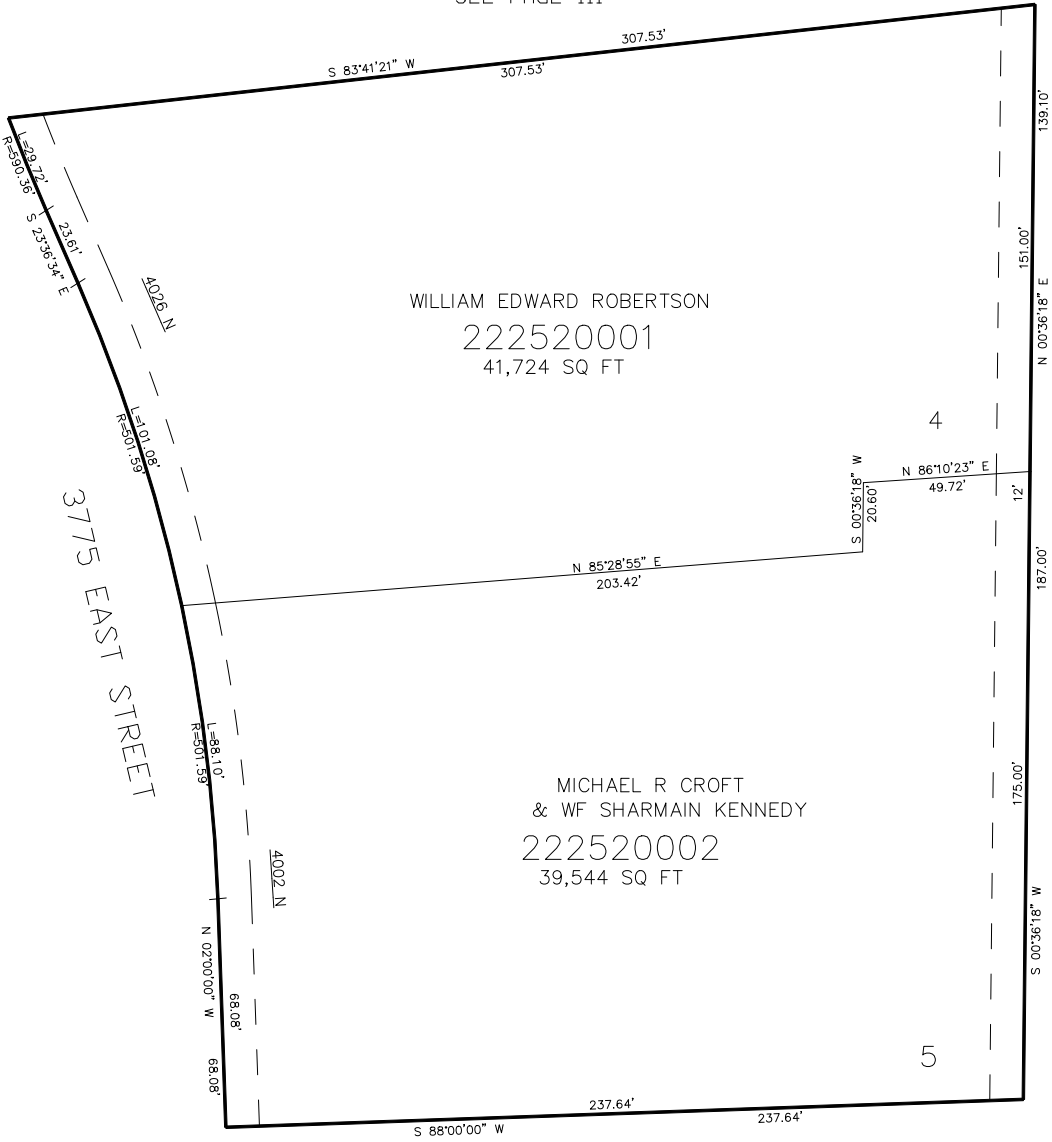 307.53'
S 83°41'21" W
307.53'
139.10'
L=29.72'
R=590.36'
23.61'
S 23°36'34" E
151.00'
4026 N
N 00°36'18" E
WILLIAM EDWARD ROBERTSON
222520001
41,724 SQ FT
4
L=101.08'
R=501.59'
S 00°36'18" W
20.60'
N 86°10'23" E
49.72'
12'
3775 EAST STREET
N 85°28'55" E
203.42'
187.00'
L=88.10'
R=501.59'
175.00'
MICHAEL R CROFT
& WF SHARMAIN KENNEDY
222520002
39,544 SQ FT
4002 N
S 00°36'18" W
N 02°00'00" W
68.08'
68.08'
5
237.64'
237.64'
S 88°00'00" W